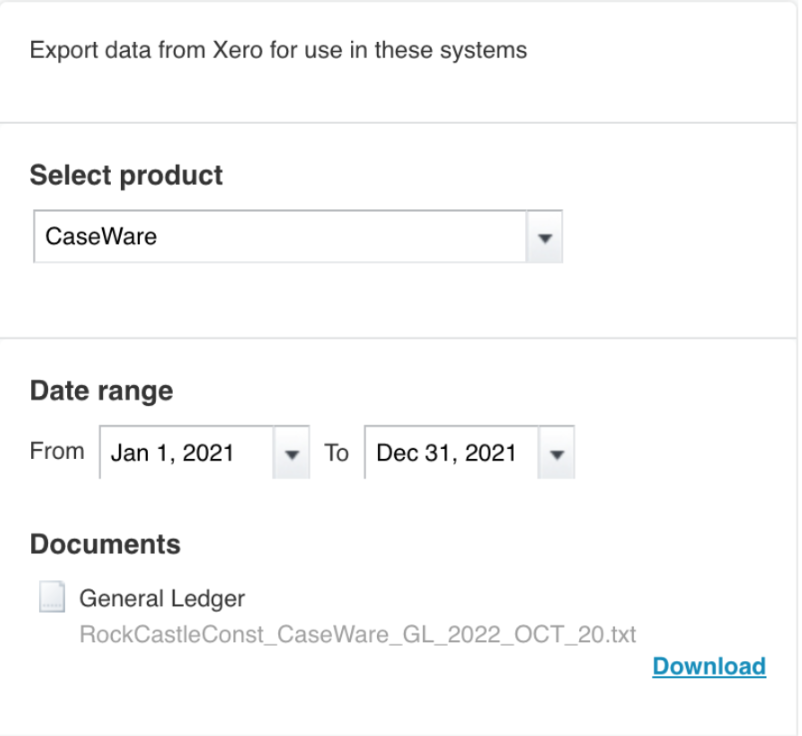 Export data from Xero for use in these systems
Select product
CaseWare
Date range
From Jan 1, 2021 To Dec 31, 2021
Documents
General Ledger
RockCastleConst_CaseWare_GL_2022_OCT_20.txt
Download